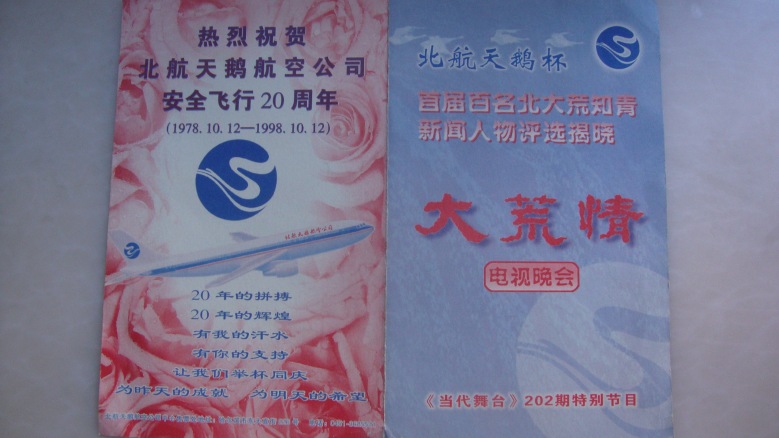 热烈祝贺
北航天鹅航空公司
安全飞行20周年
(1978.10.12—1998.10.12)
20年的拼搏
20年的辉煌
有我的汗水
有你的支持
让我们举杯同庆
为昨天的成就 为明天的希望
北航天鹅杯
首届百名北大荒知青
新闻人物评选揭晓
大荒情
电视晚会
《当代舞台》202期特别节目